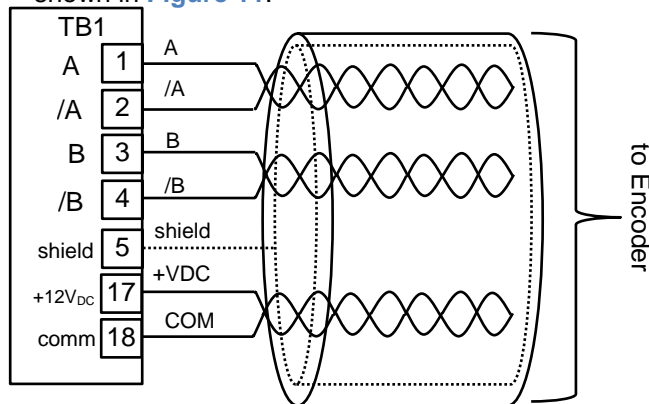 shown in Figure
TB1
A 1 A
/A 2 /A
B 3 B
/B 4 /B
shield 5 shield
+12VDC 17 +VDC
comm 18 COM
to Encoder